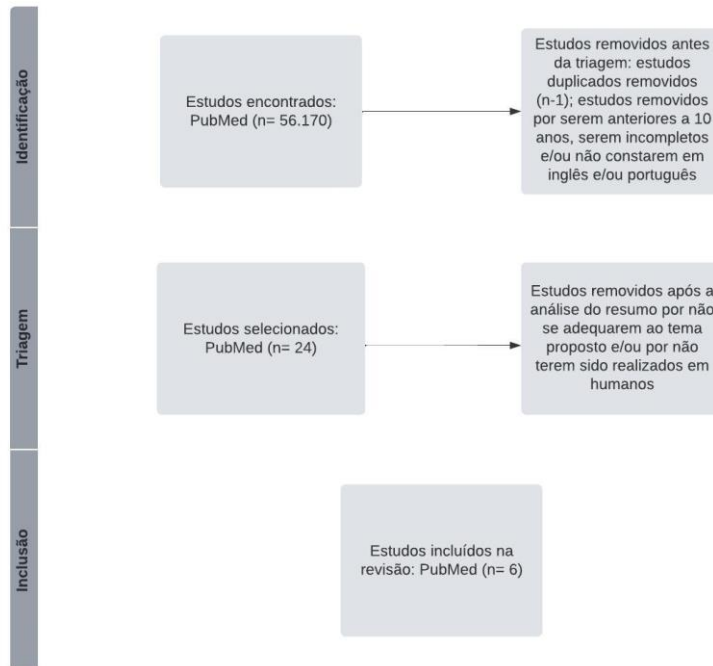 Identificação
Estudos encontrados:
PubMed (n= 56.170)
Estudos removidos antes
da triagem: estudos
duplicados removidos
(n-1); estudos removidos
por serem anteriores a 10
anos, serem incompletos
e/ou não constarem em
inglês e/ou português
Triagem
Estudos selecionados:
PubMed (n= 24)
Estudos removidos após a
análise do resumo por não
se adequarem ao tema
proposto e/ou por não
terem sido realizados em
humanos
Inclusão
Estudos incluídos na
revisão: PubMed (n= 6)